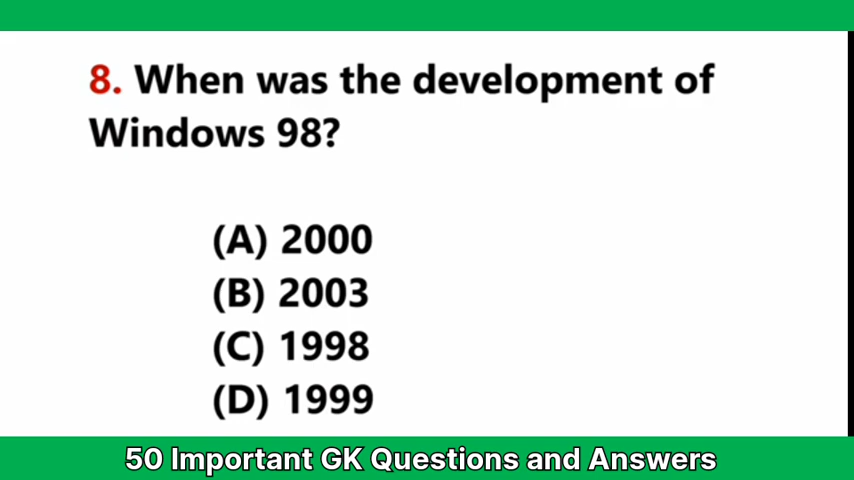 8. When was the development of
Windows 98?
(A) 2000
(B) 2003
(C) 1998
(D) 1999
50 Important GK Questions and Answers